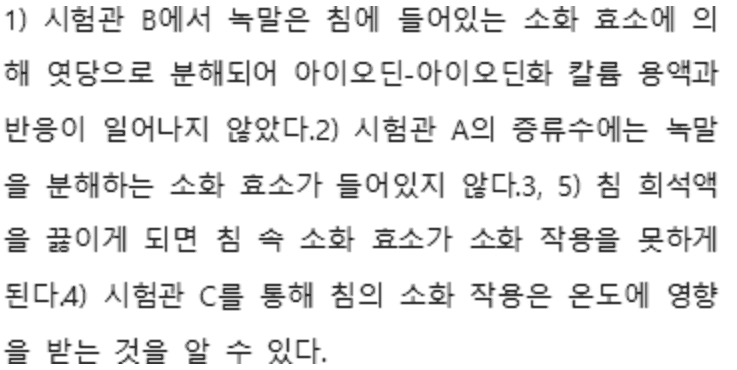 1) 시험관 B에서 녹말은 침에 들어있는 소화 효소에 의
해 엿당으로 분해되어 아이오딘-아이오딘화 칼륨 용액과
반응이 일어나지 않았다.2) 시험관 A의 증류수에는 녹말
을 분해하는 소화 효소가 들어있지 않다.3, 5) 침 희석액
을 끓이게 되면 침 속 소화 효소가 소화 작용을 못하게
된다.4) 시험관 C를 통해 침의 소화 작용은 온도에 영향
을 받는 것을 알 수 있다.